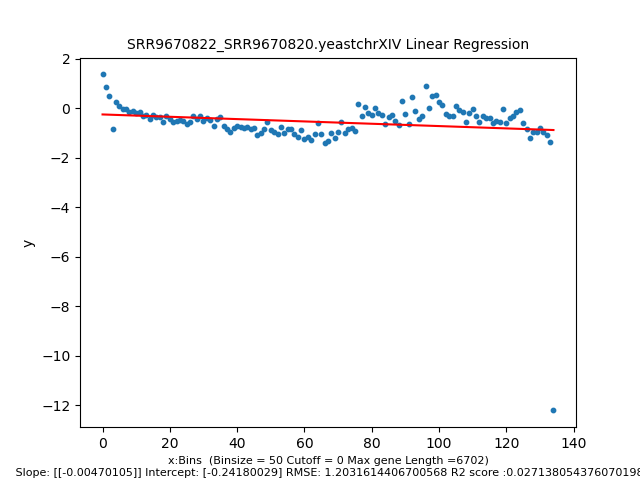 SRR9670822_SRR9670820.yeastchrXIV Linear Regression
2
0
−2
−4
−6
−8
−10
−12
y
0 20 40 60 80 100 120 140
x:Bins (Binsize = 50 Cutoff = 0 Max gene Length =6702)
Slope: [[-0.00470105]] Intercept: [-0.24180029] RMSE: 1.2031614406700568 R2 score :0.027138054376070198